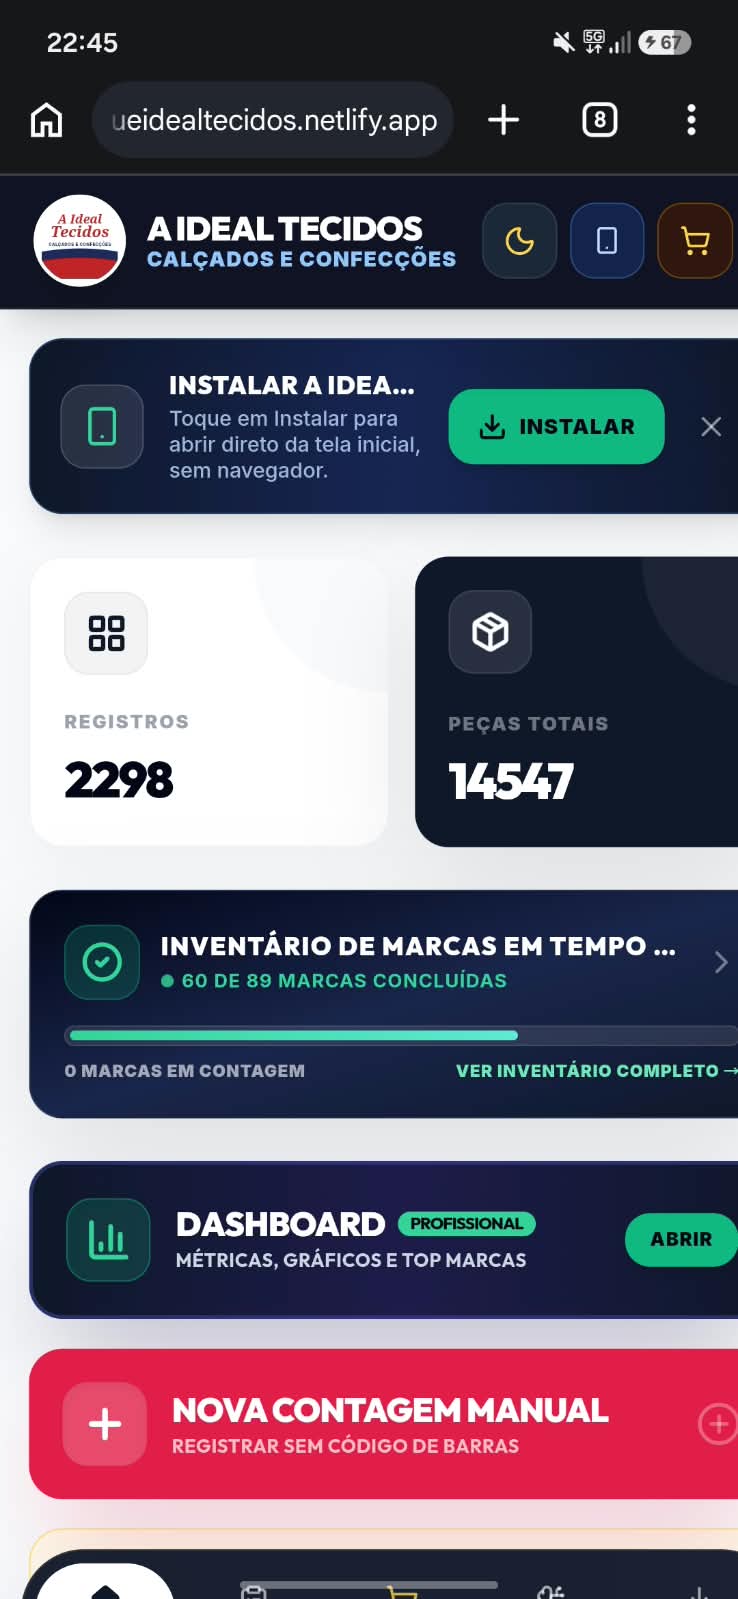 22:45
5G
67
ueidealtecidos.netlify.app
8
A Ideal
Tecidos
CALÇADOS E CONFECÇÕES
A IDEAL TECIDOS
CALÇADOS E CONFECÇÕES
INSTALAR A IDEA...
Toque em Instalar para
abrir direto da tela inicial,
sem navegador.
INSTALAR
REGISTROS
2298
PEÇAS TOTAIS
14547
INVENTÁRIO DE MARCAS EM TEMPO ...
60 DE 89 MARCAS CONCLUÍDAS
0 MARCAS EM CONTAGEM
VER INVENTÁRIO COMPLETO →
DASHBOARD
PROFISSIONAL
MÉTRICAS, GRÁFICOS E TOP MARCAS
ABRIR
NOVA CONTAGEM MANUAL
REGISTRAR SEM CÓDIGO DE BARRAS